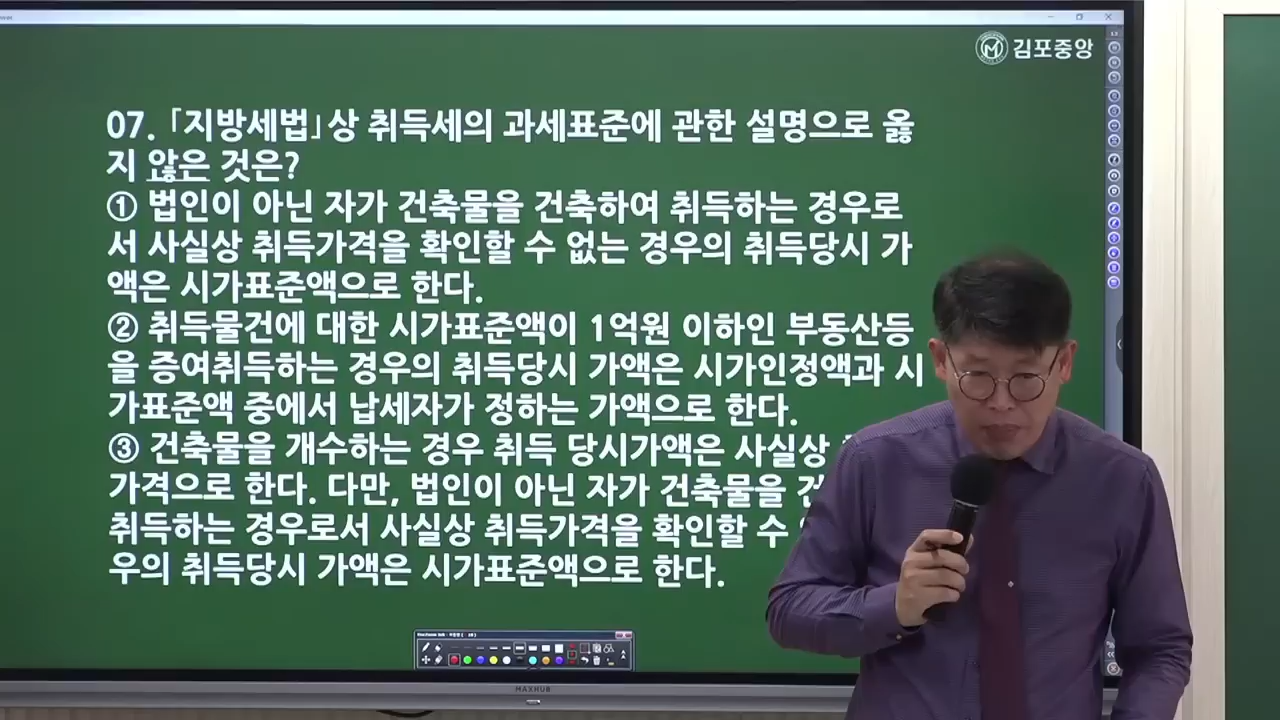 김포중앙
07. 「지방세법」상 취득세의 과세표준에 관한 설명으로 옳
지 않은 것은?
① 법인이 아닌 자가 건축물을 건축하여 취득하는 경우로
서 사실상 취득가격을 확인할 수 없는 경우의 취득당시 가
액은 시가표준액으로 한다.
② 취득물건에 대한 시가표준액이 1억원 이하인 부동산등
을 증여취득하는 경우의 취득당시 가액은 시가인정액과 시
가표준액 중에서 납세자가 정하는 가액으로 한다.
③ 건축물을 개수하는 경우 취득 당시가액은 사실상
가격으로 한다. 다만, 법인이 아닌 자가 건축물을
취득하는 경우로서 사실상 취득가격을 확인할 수
우의 취득당시 가액은 시가표준액으로 한다.
MAXHUB